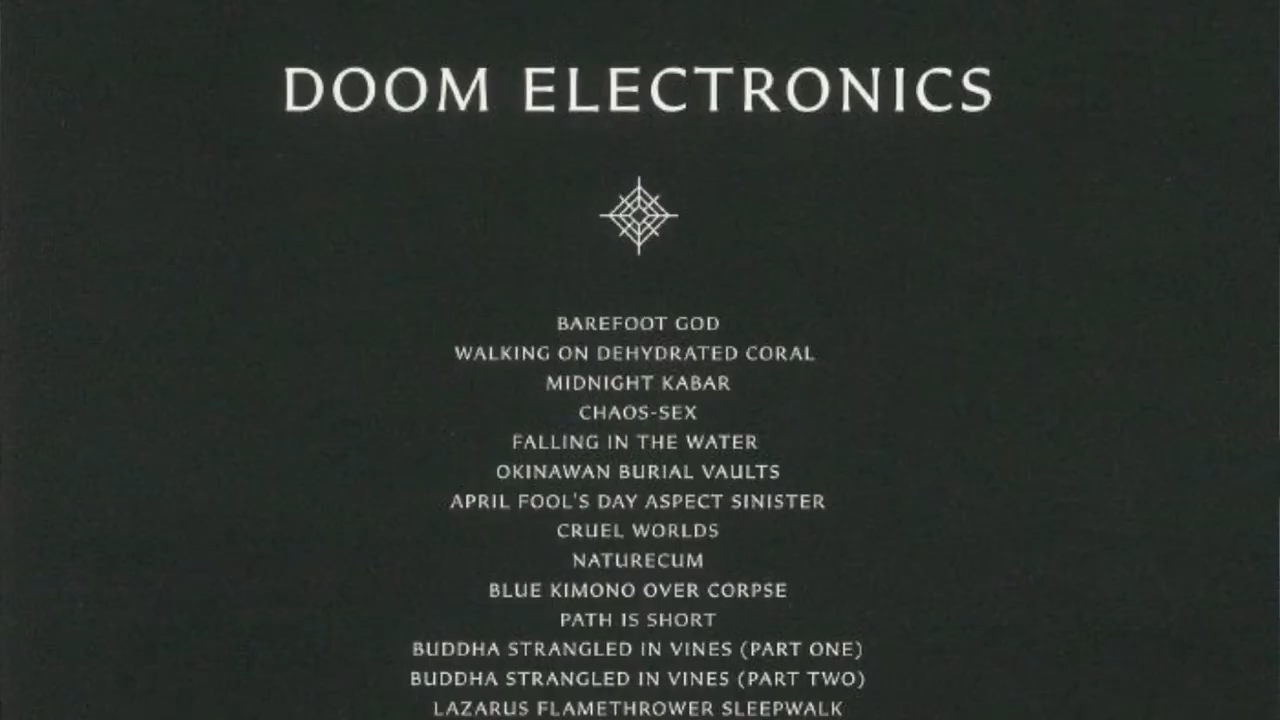 DOOM ELECTRONICS
BAREFOOT GOD
WALKING ON DEHYDRATED CORAL
MIDNIGHT KABAR
CHAOS-SEX
FALLING IN THE WATER
OKINAWAN BURIAL VAULTS
APRIL FOOL'S DAY ASPECT SINISTER
CRUEL WORLDS
NATURECUM
BLUE KIMONO OVER CORPSE
PATH IS SHORT
BUDDHA STRANGLED IN VINES (PART ONE)
BUDDHA STRANGLED IN VINES (PART TWO)
LAZARUS FLAMETHROWER SLEEPWALK